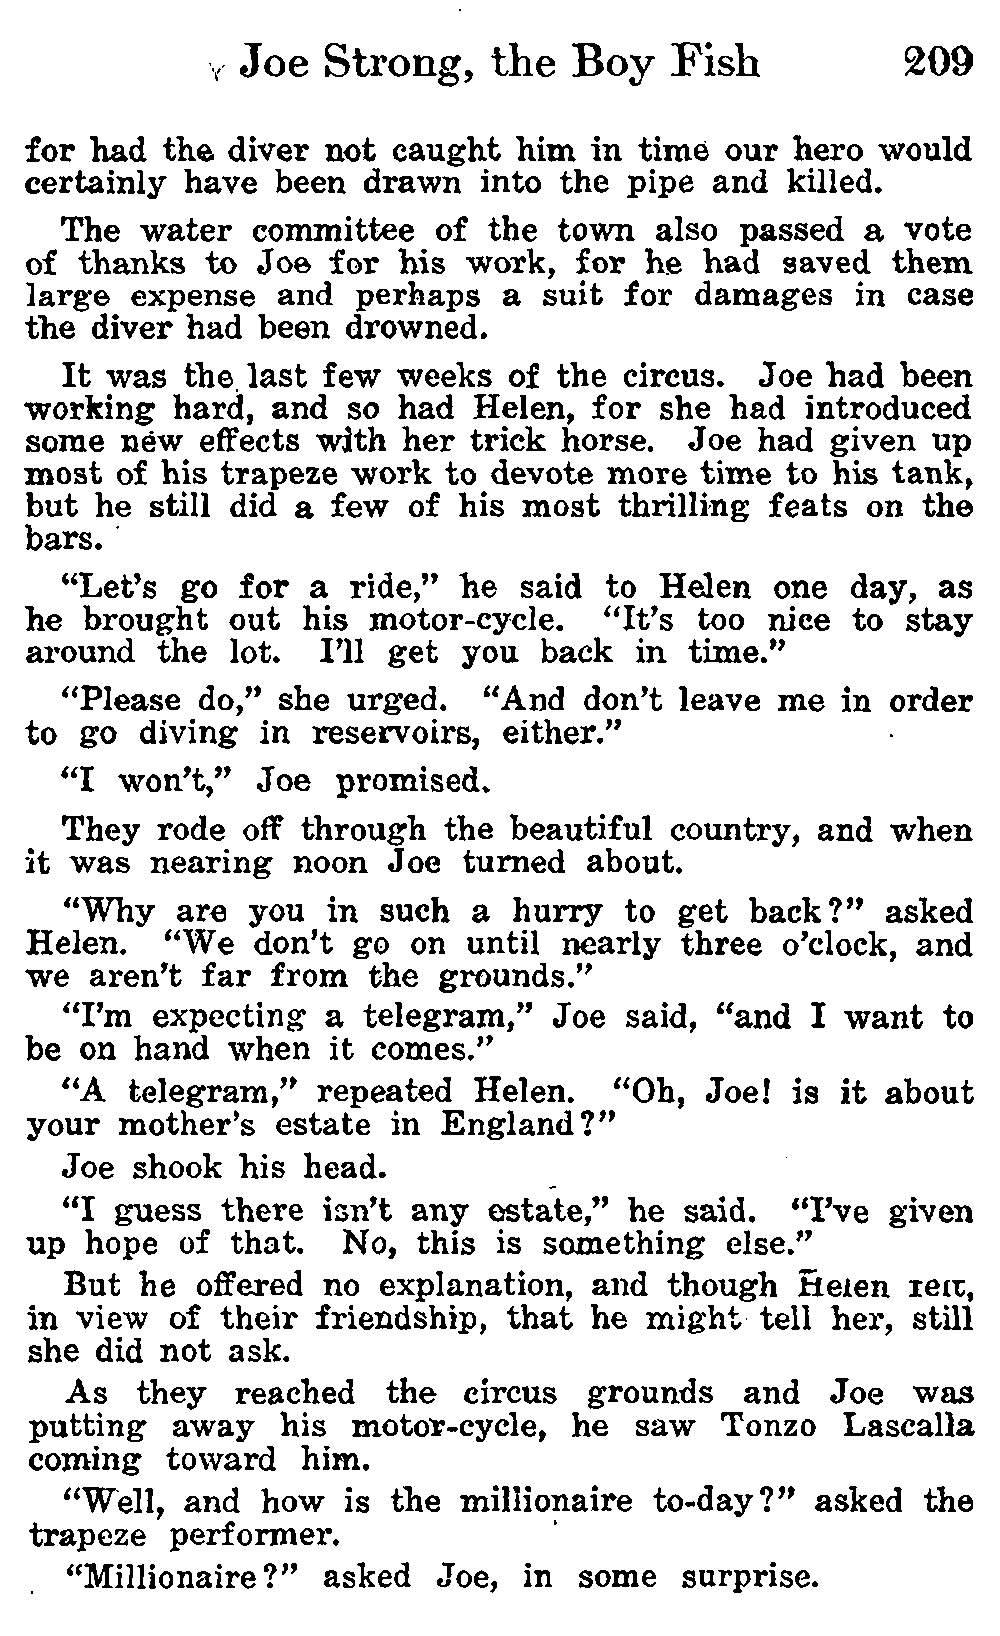 Joe Strong, the Boy Fish 209
for had the diver not caught him in time our hero would
certainly have been drawn into the pipe and killed.
The water committee of the town also passed a vote
of thanks to Joe for his work, for he had saved them
large expense and perhaps a suit for damages in case
the diver had been drowned.
It was the last few weeks of the circus. Joe had been
working hard, and so had Helen, for she had introduced
some new effects with her trick horse. Joe had given up
most of his trapeze work to devote more time to his tank,
but he still did a few of his most thrilling feats on the
bars.
“Let’s go for a ride,” he said to Helen one day, as
he brought out his motor-cycle. “It’s too nice to stay
around the lot. I’ll get you back in time.”
“Please do,” she urged. “And don’t leave me in order
to go diving in reservoirs, either.”
“I won’t,” Joe promised.
They rode off through the beautiful country, and when
it was nearing noon Joe turned about.
“Why are you in such a hurry to get back?” asked
Helen. “We don’t go on until nearly three o’clock, and
we aren’t far from the grounds.”
“I’m expecting a telegram,” Joe said, “and I want to
be on hand when it comes.”
“A telegram,” repeated Helen. “Oh, Joe! is it about
your mother’s estate in England?”
Joe shook his head.
“I guess there isn’t any estate,” he said. “I’ve given
up hope of that. No, this is something else.”
But he offered no explanation, and though Helen felt,
in view of their friendship, that he might tell her, still
she did not ask.
As they reached the circus grounds and Joe was
putting away his motor-cycle, he saw Tonzo Lascalla
coming toward him.
“Well, and how is the millionaire to-day?” asked the
trapeze performer.
“Millionaire?” asked Joe, in some surprise.